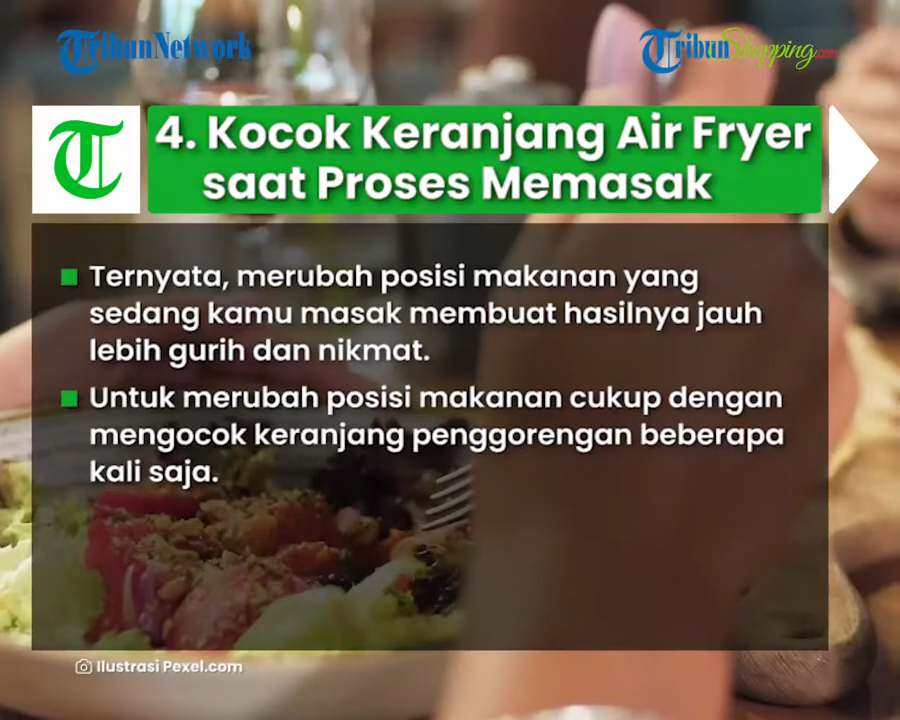 Tribun Network
TribunShopping.com
T
4. Kocok Keranjang Air Fryer
saat Proses Memasak
Ternyata, merubah posisi makanan yang
sedang kamu masak membuat hasilnya jauh
lebih gurih dan nikmat.
Untuk merubah posisi makanan cukup dengan
mengocok keranjang penggorengan beberapa
kali saja.
Ilustrasi Pexel.com